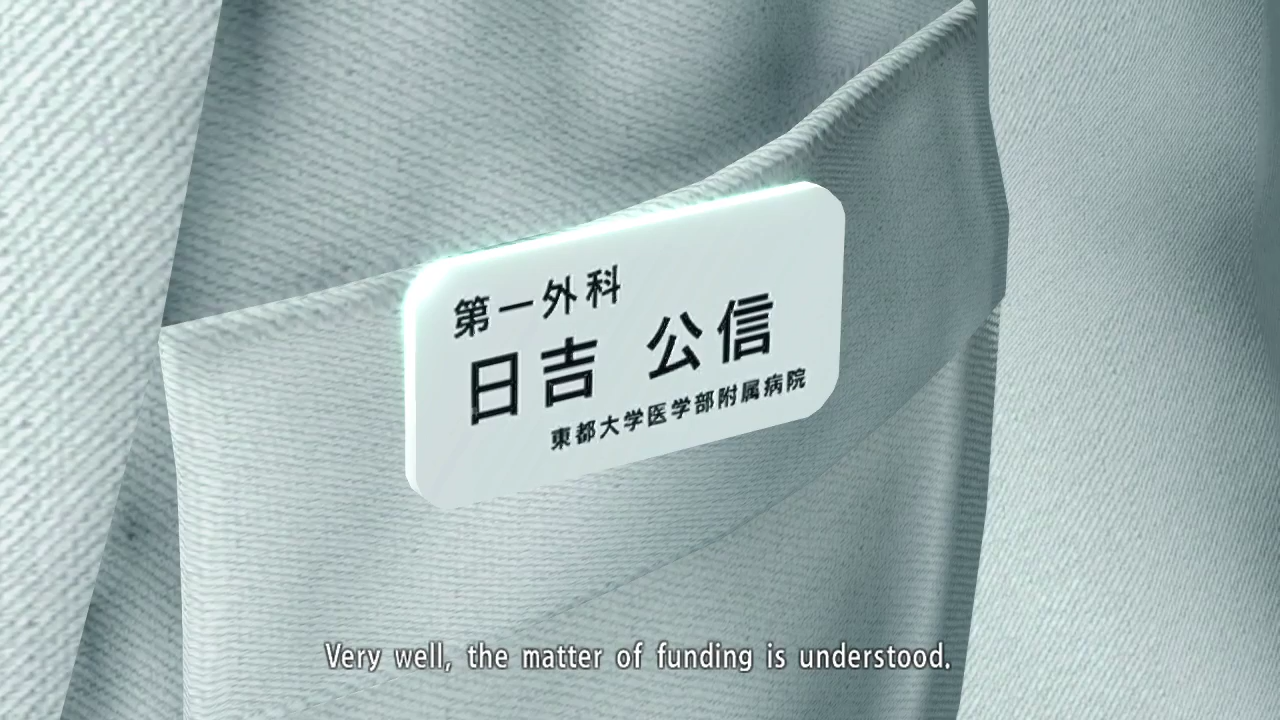 第一外科
日吉 公信
東都大学医学部附属病院
Very well, the matter of funding is understood.